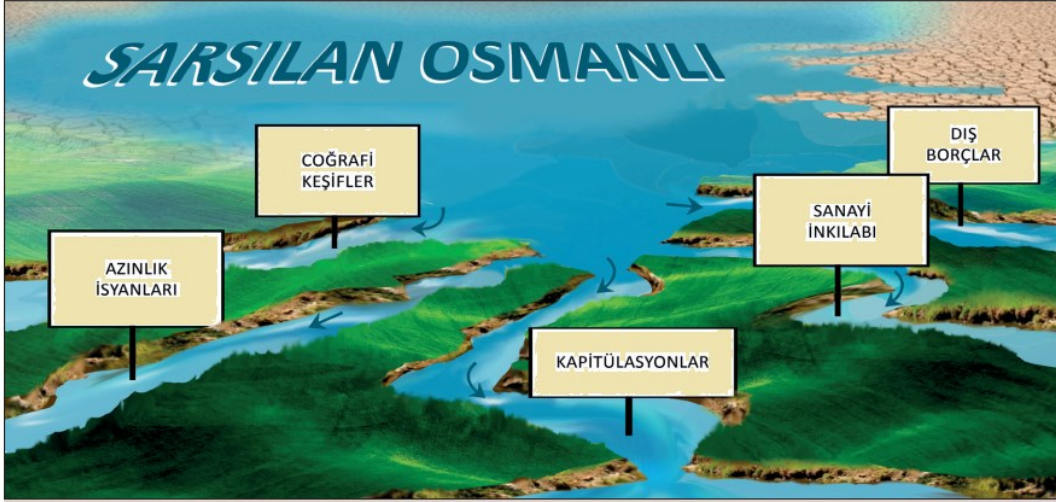 SARSILAN OSMANLI
COĞRAFİ
KEŞİFLER
DIŞ
BORÇLAR
SANAYİ
İNKILABI
AZINLIK
İSYANLARI
KAPİTÜLASYONLAR